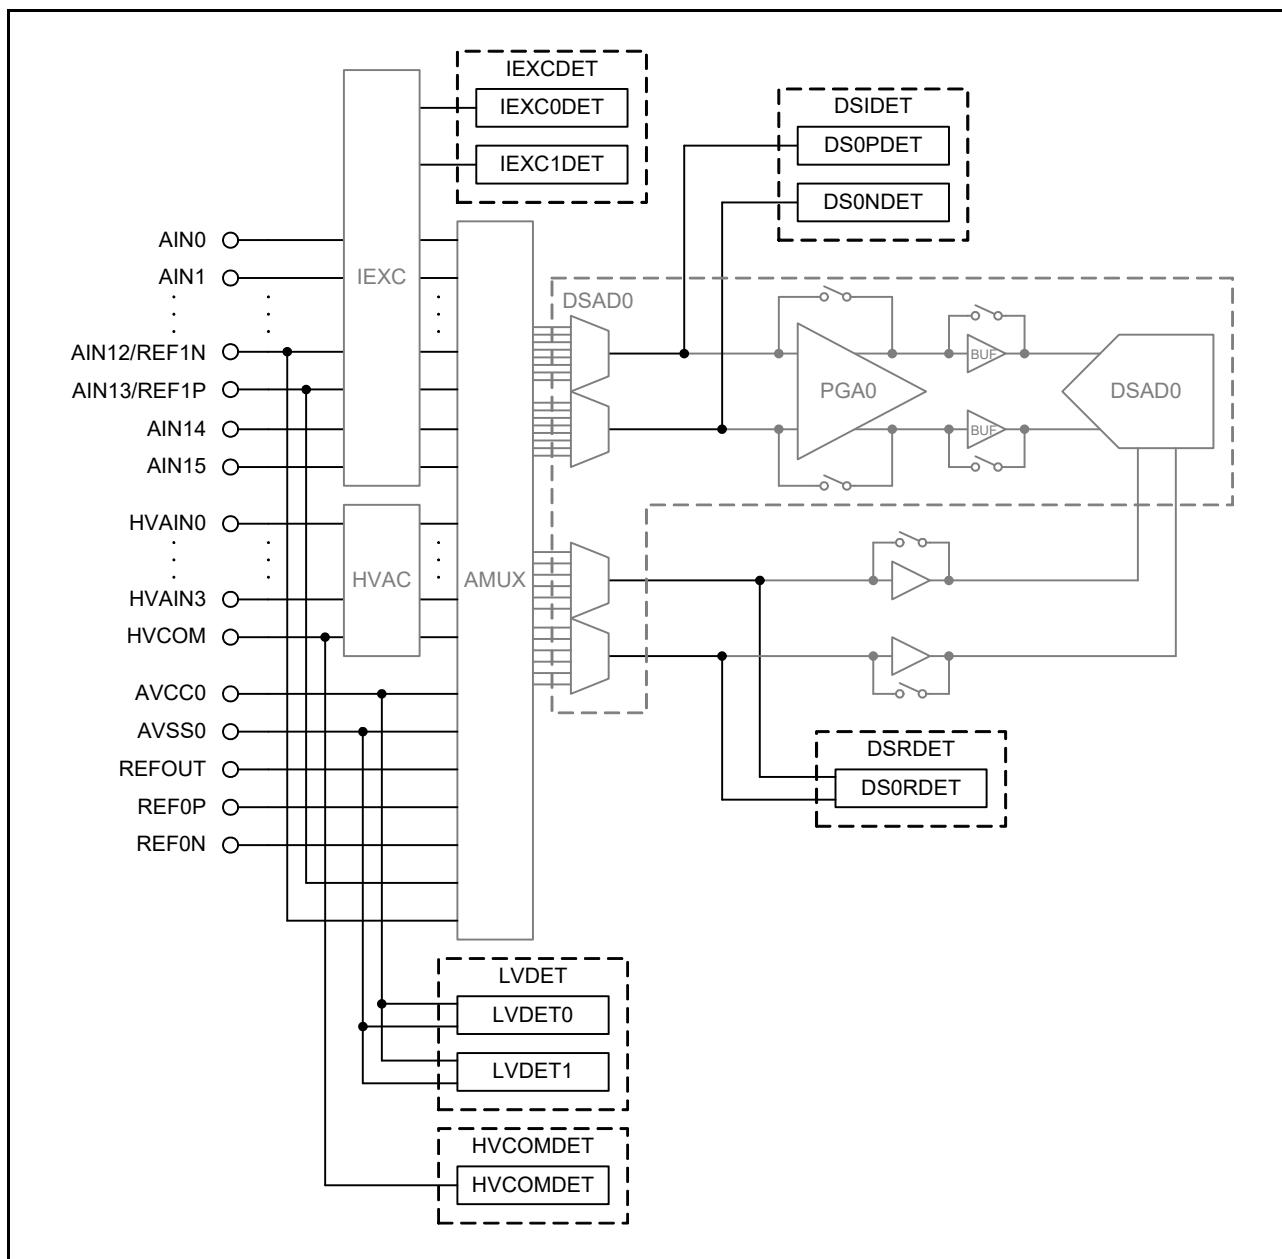 IEXCDET
IEXC0DET
IEXC1DET
DSIDET
DS0PDET
DS0NDET
AIN0
AIN1
AIN12/REF1N
AIN13/REF1P
AIN14
AIN15
HVAIN0
HVAIN3
HVCOM
AVCC0
AVSS0
REFOUT
REF0P
REF0N
IEXC
HVAC
AMUX
DSAD0
PGA0
BUF
BUF
DSAD0
DSRDET
DS0RDET
LVDET
LVDET0
LVDET1
HVCOMDET
HVCOMDET